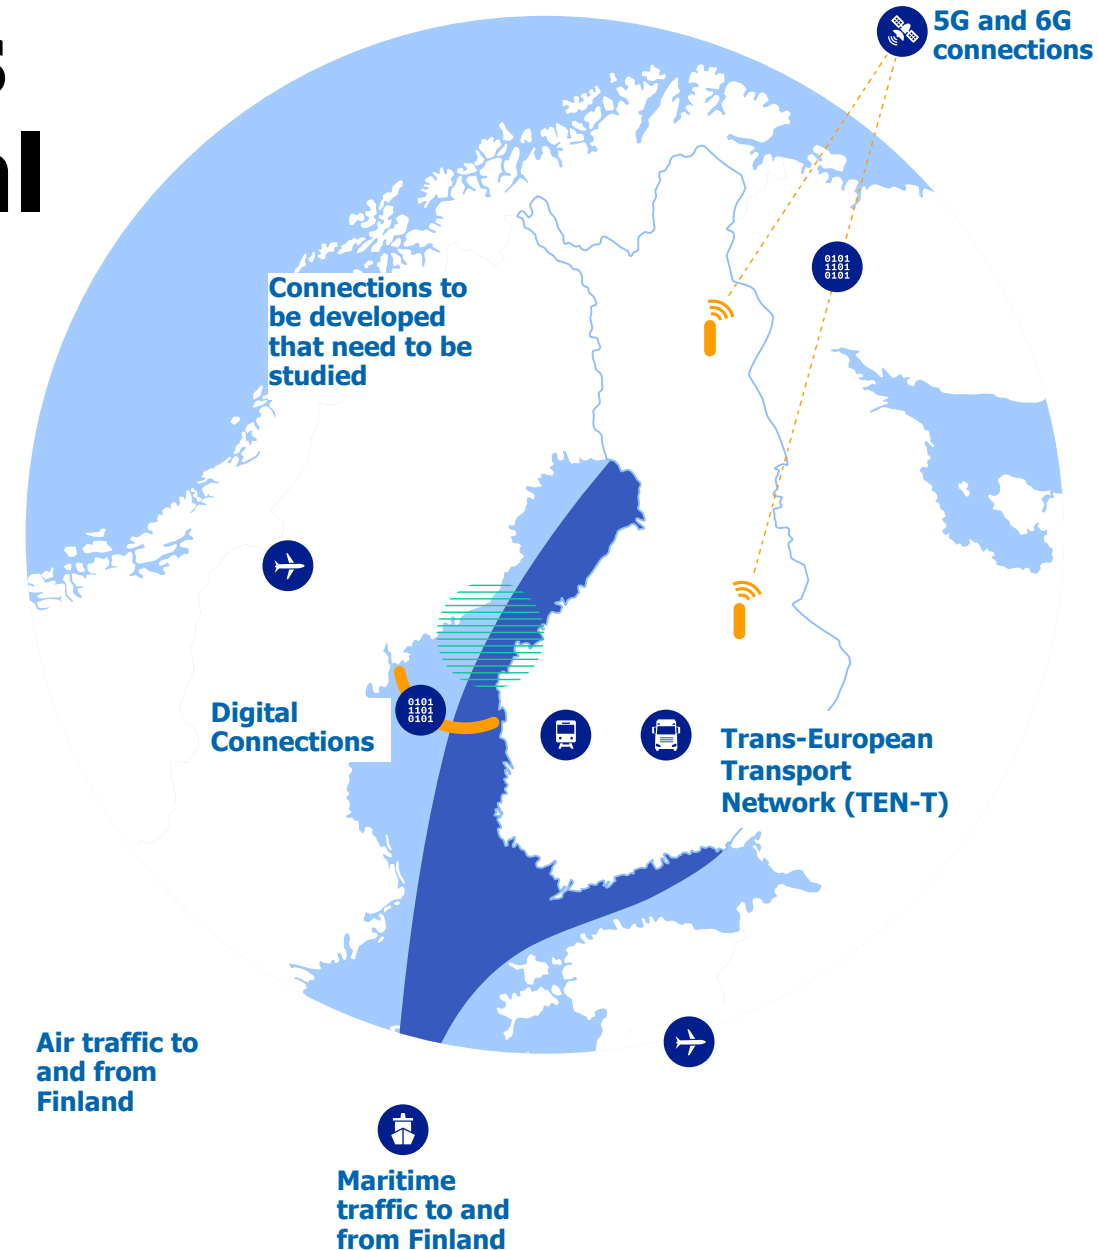 s
al
5G and 6G
connections
0101
1101
0101
Connections to
be developed
that need to be
studied
Digital
Connections
0101
1101
0101
Trans-European
Transport
Network (TEN-T)
Air traffic to
and from
Finland
Maritime
traffic to and
from Finland